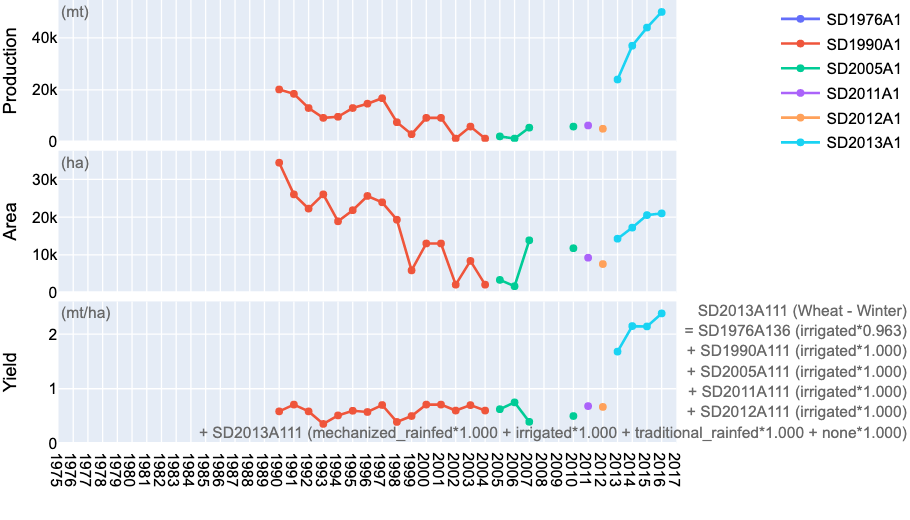 (mt)
Production
40k
20k
0
SD1976A1
SD1990A1
SD2005A1
SD2011A1
SD2012A1
SD2013A1
(ha)
Area
30k
20k
10k
0
(mt/ha)
Yield
2
1
0
SD2013A111 (Wheat - Winter)
= SD1976A136 (irrigated*0.963)
+ SD1990A111 (irrigated*1.000)
+ SD2005A111 (irrigated*1.000)
+ SD2011A111 (irrigated*1.000)
+ SD2012A111 (irrigated*1.000)
+ SD2013A111 (mechanized_rainfed*1.000 + irrigated*1.000 + traditional_rainfed*1.000 + none*1.000)
1975
1976
1977
1978
1979
1980
1981
1982
1983
1984
1985
1986
1987
1988
1989
1990
1991
1992
1993
1994
1995
1996
1997
1998
1999
2000
2001
2002
2003
2004
2005
2006
2007
2008
2009
2010
2011
2012
2013
2014
2015
2016
2017